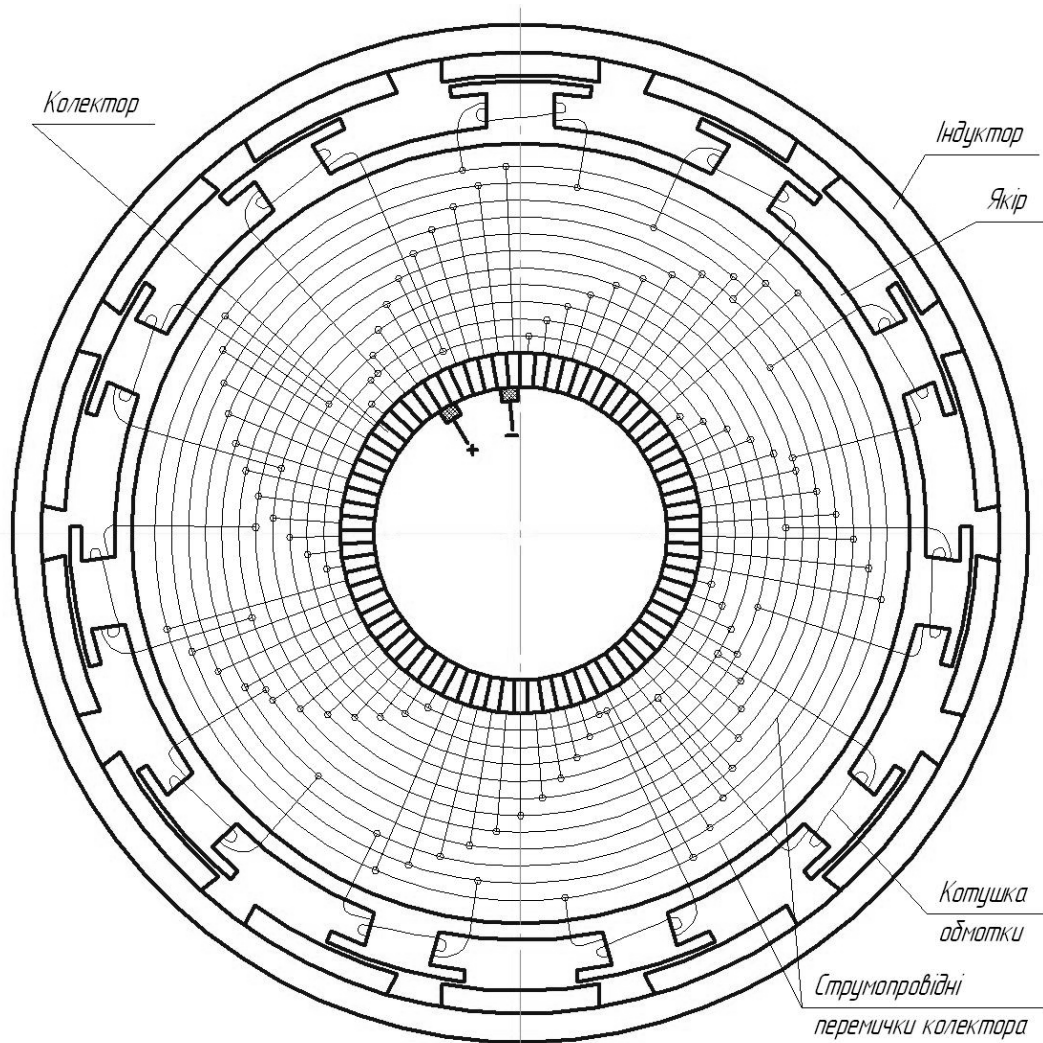 Колектор
Індуктор
Якір
+
–
Котушка
обмотки
Струмопровідні
перемички колектора